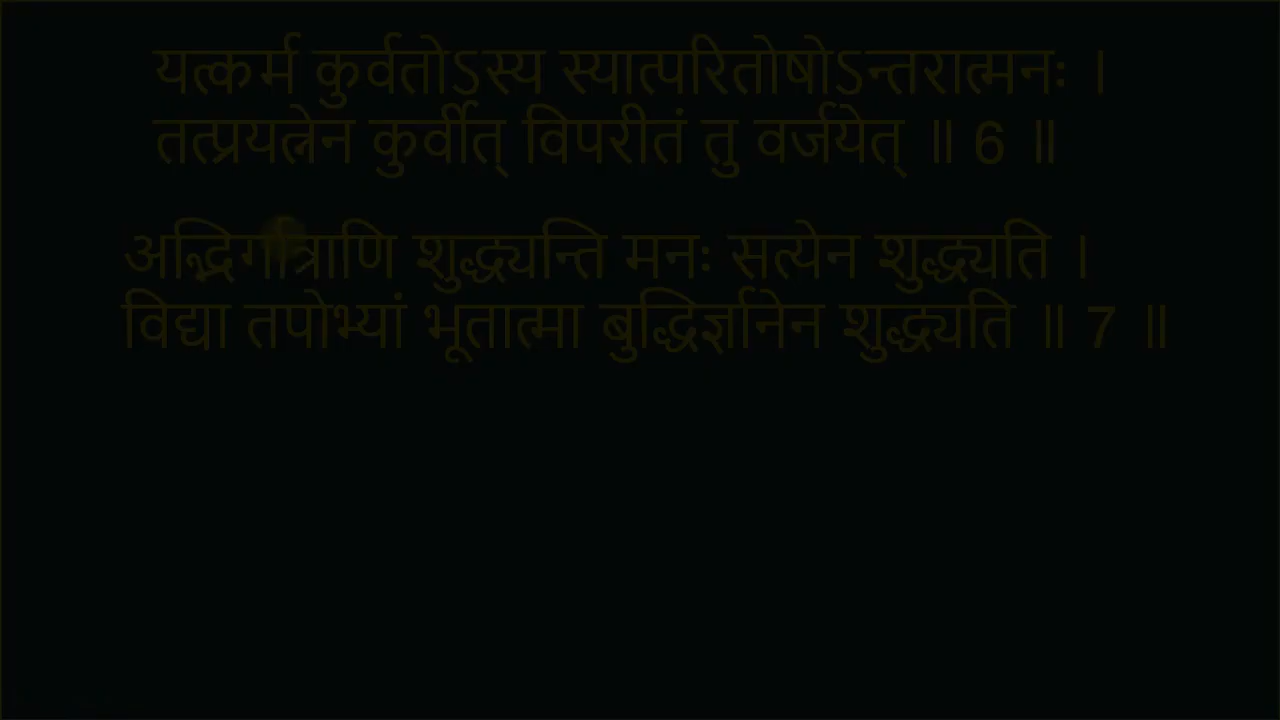 यत्कर्म कुर्वतोऽस्य स्यात्परितोषोऽन्तरात्मनः ।
तत्प्रयत्नेन कुर्वीत् विपरीतं तु वर्जयेत् ॥ 6 ॥
अद्भिर्गात्राणि शुद्ध्यन्ति मनः सत्येन शुद्ध्यति ।
विद्या तपोभ्यां भूतात्मा बुद्धिर्ज्ञानेन शुद्ध्यति ॥ 7 ॥